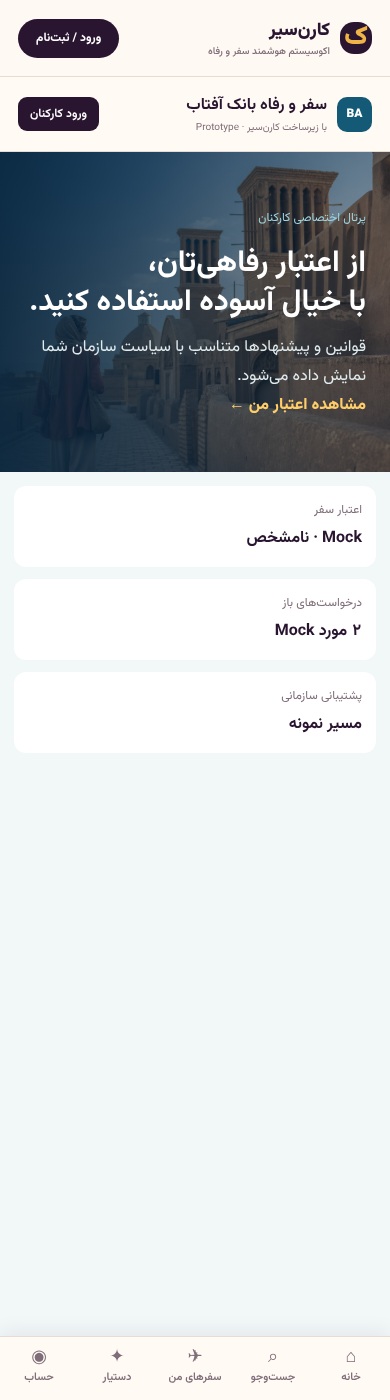 ک
کارن‌سیر
اکوسیستم هوشمند سفر و رفاه
ورود / ثبت‌نام
BA
سفر و رفاه بانک آفتاب
با زیرساخت کارن‌سیر · Prototype
ورود کارکنان
پرتال اختصاصی کارکنان
از اعتبار رفاهی‌تان،
با خیال آسوده استفاده کنید.
قوانین و پیشنهادها متناسب با سیاست سازمان شما
نمایش داده می‌شود.
مشاهده اعتبار من ←
اعتبار سفر
Mock · نامشخص
درخواست‌های باز
۲ مورد Mock
پشتیبانی سازمانی
مسیر نمونه
خانه
جست‌وجو
سفرهای من
دستیار
حساب